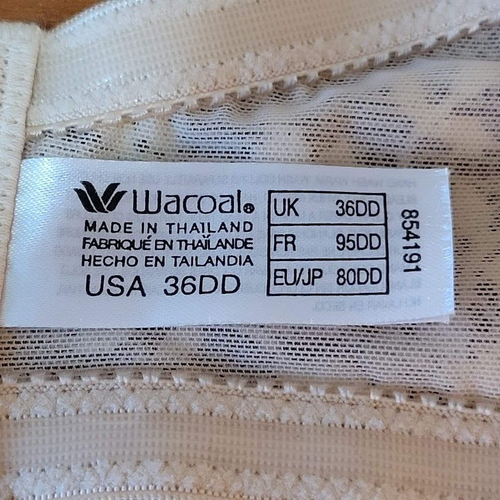 Wacoal®
MADE IN THAILAND
FABRIQUÉ EN THAÏLANDE
HECHO EN TAILANDIA
USA 36DD
UK 36DD
FR 95DD
EU/JP 80DD
854191